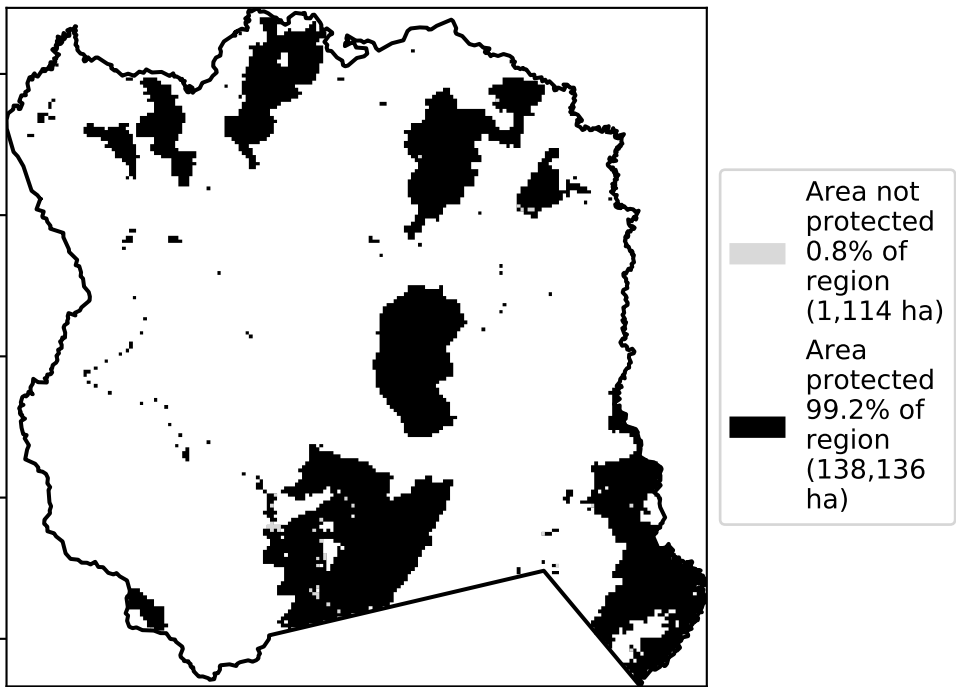 Area not
protected
0.8% of
region
(1,114 ha)
Area
protected
99.2% of
region
(138,136
ha)